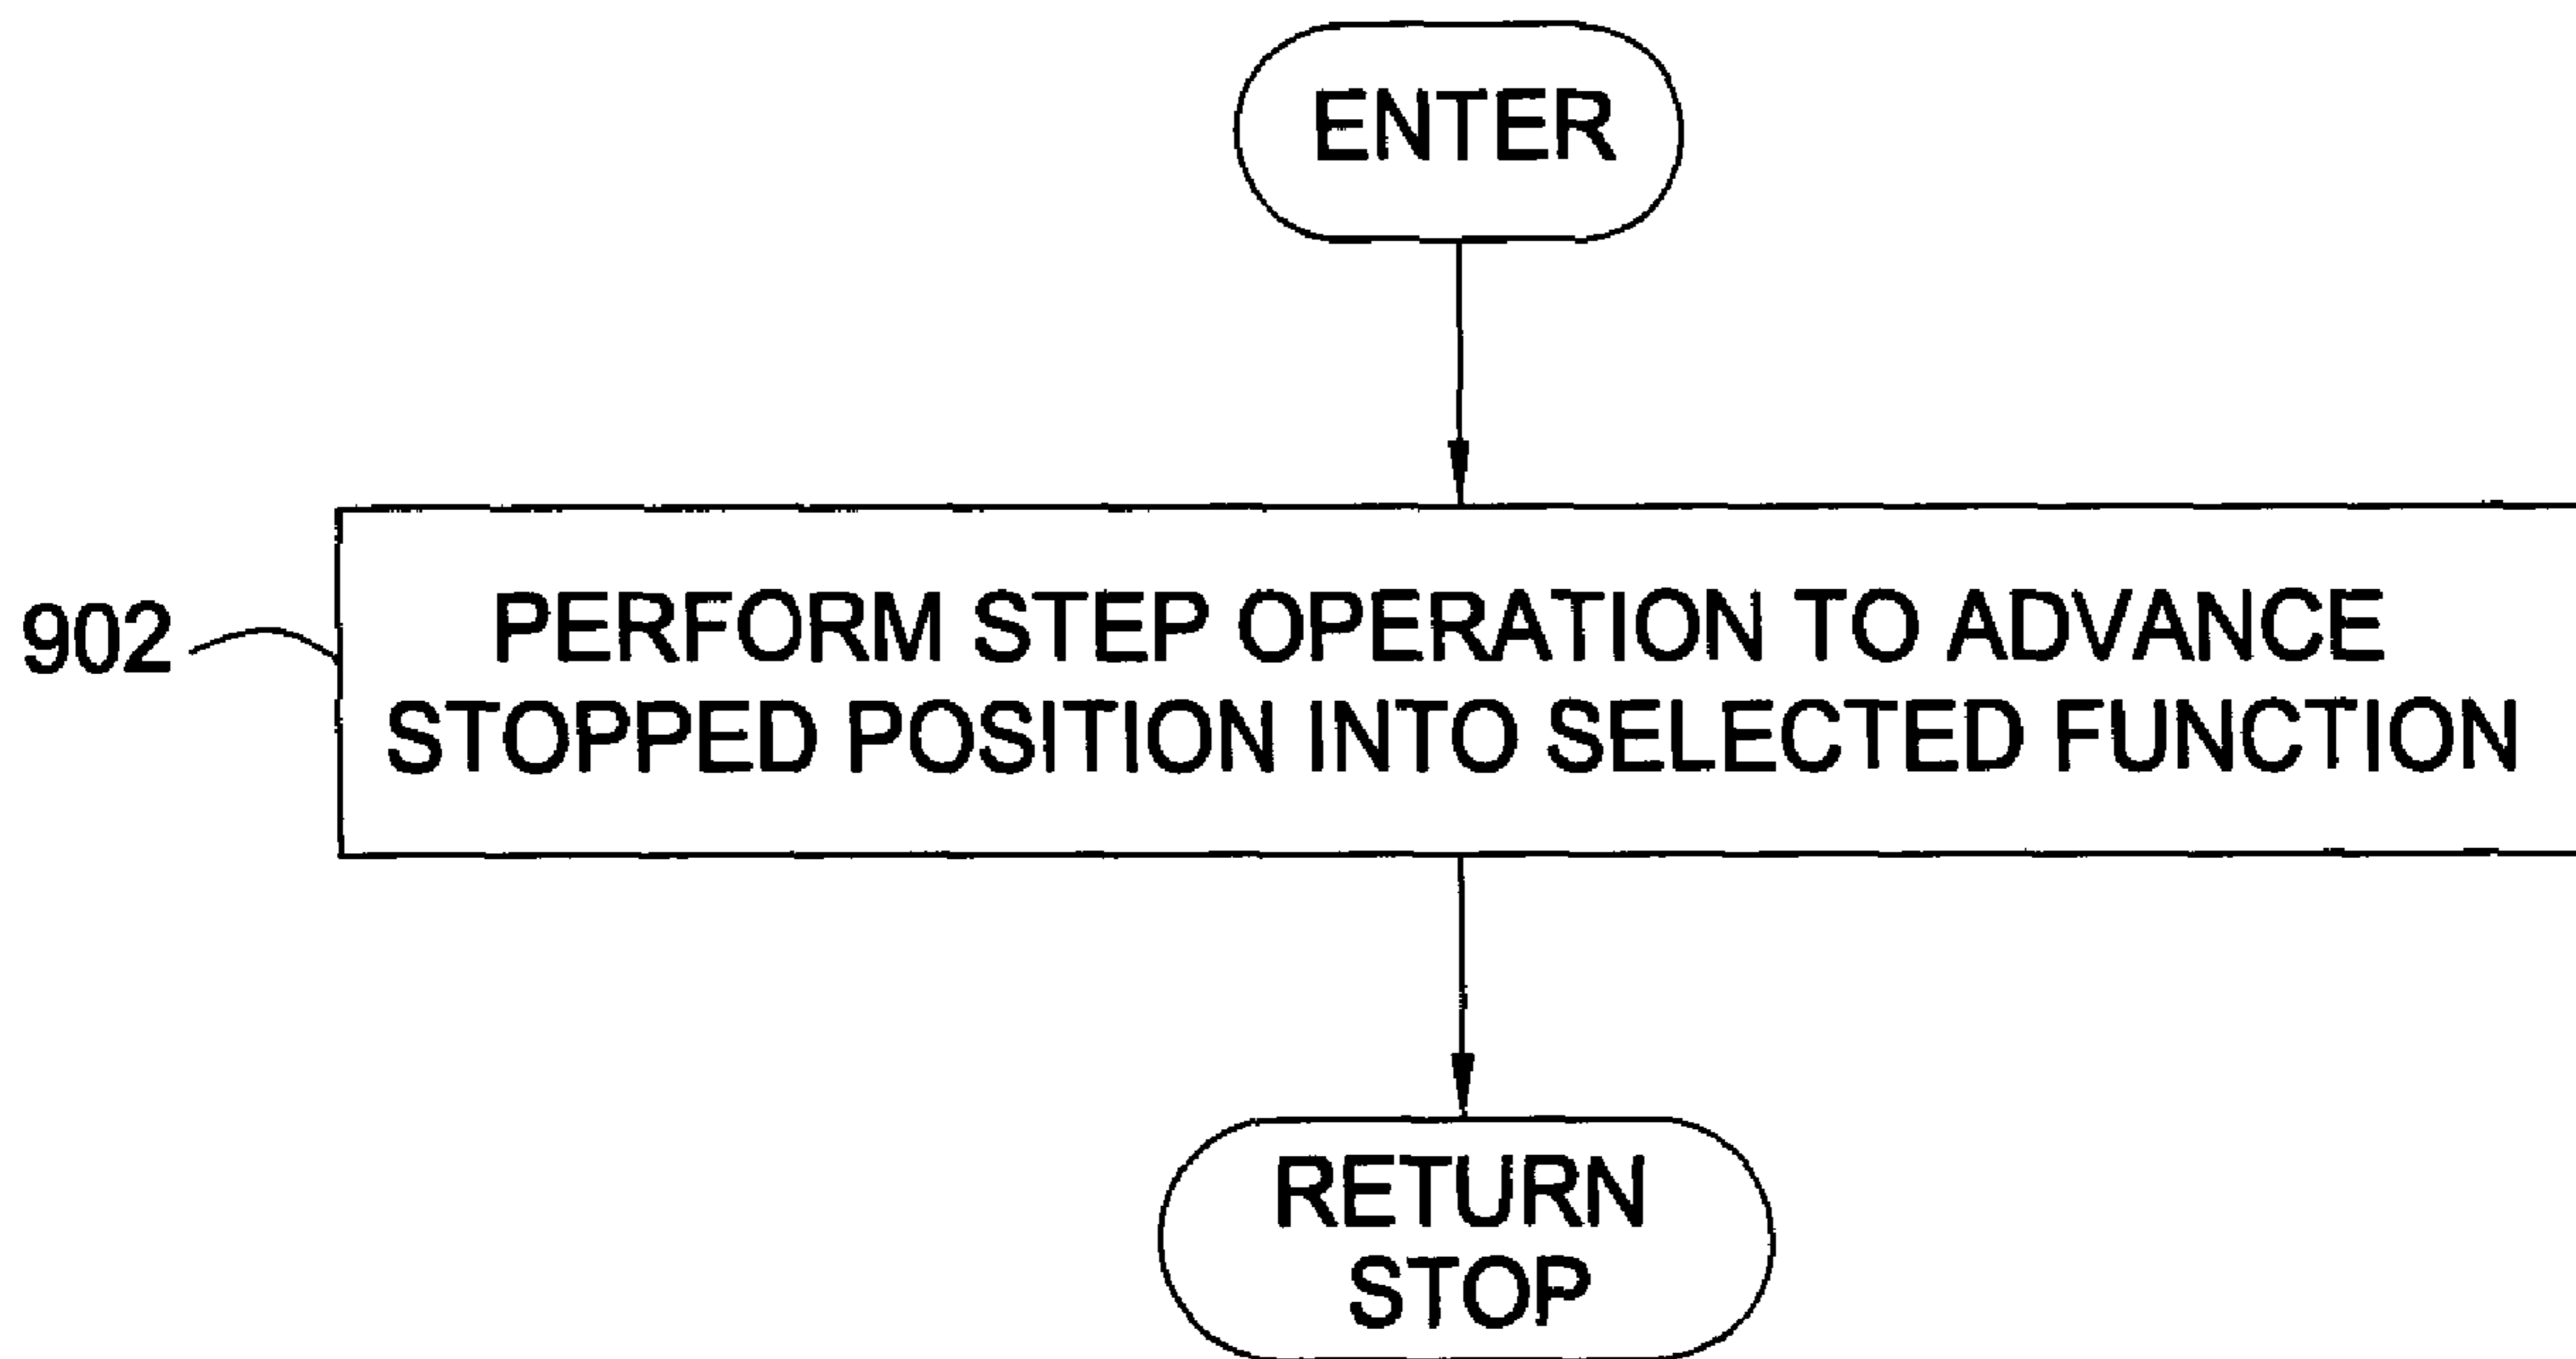 ENTER
902
PERFORM STEP OPERATION TO ADVANCE
STOPPED POSITION INTO SELECTED FUNCTION
RETURN
STOP